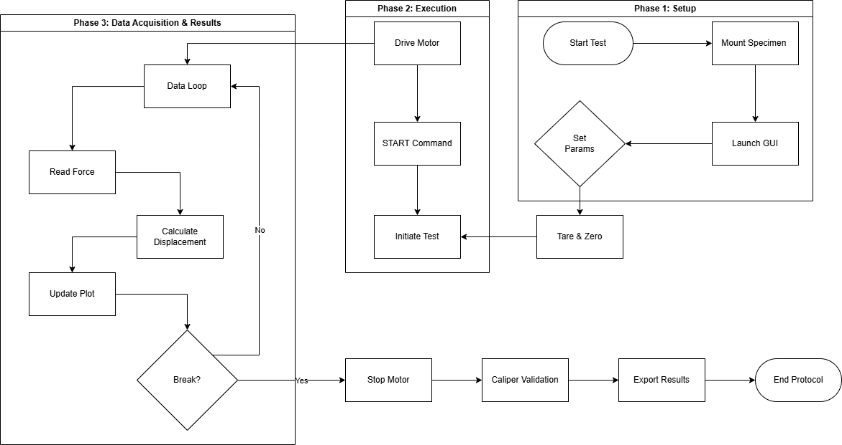 Phase 3: Data Acquisition & Results
Phase 2: Execution
Phase 1: Setup
Drive Motor
Start Test
Mount Specimen
Data Loop
START Command
Set
Params
Launch GUI
Read Force
Calculate
Displacement
No
Initiate Test
Tare & Zero
Update Plot
Break?
Yes
Stop Motor
Caliper Validation
Export Results
End Protocol